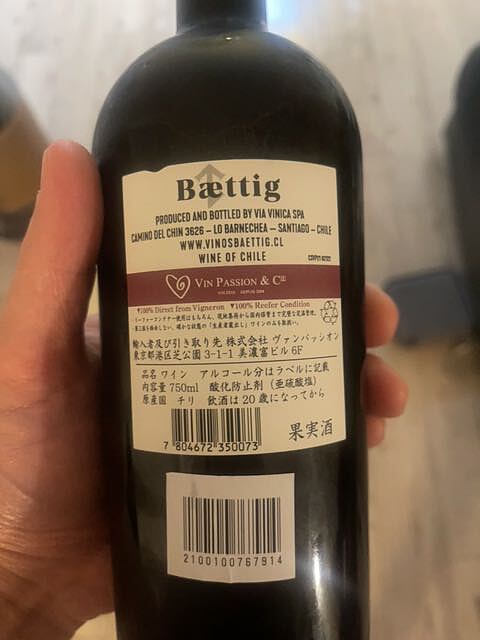 Bættig
PRODUCED AND BOTTLED BY VIA VINICA SPA
CAMINO DEL CHIN 3626 – LO BARNECHEA – SANTIAGO – CHILE
WWW.VINOSBAETTIG.CL
WINE OF CHILE
VIN PASSION & CIE
▼100% Direct from Vigneron ▼100% Reefer Condition
輸入者及び引き取り先 株式会社 ヴァンパッシオン
東京都港区芝公園 3-1-1 美濃富ビル 6F
品名 ワイン アルコール分はラベルに記載
内容量 750ml 酸化防止剤（亜硫酸塩）
原産国 チリ 飲酒は20歳になってから
7 804672 350073
果実酒
2100100767914